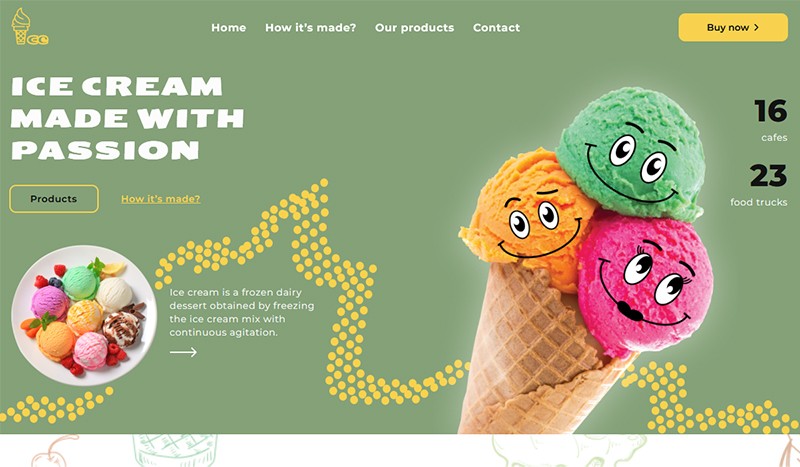 ce
Home
How it's made?
Our products
Contact
Buy now
ICE CREAM
MADE WITH
PASSION
16
cafes
23
food trucks
Products
How it's made?
Ice cream is a frozen dairy
dessert obtained by freezing
the ice cream mix with
continuous agitation.